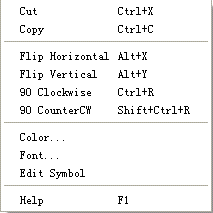 Cut Ctrl+X
Copy Ctrl+C
Flip Horizontal Alt+X
Flip Vertical Alt+Y
90 Clockwise Ctrl+R
90 CounterCW Shift+Ctrl+R
Color...
Font...
Edit Symbol
Help F1